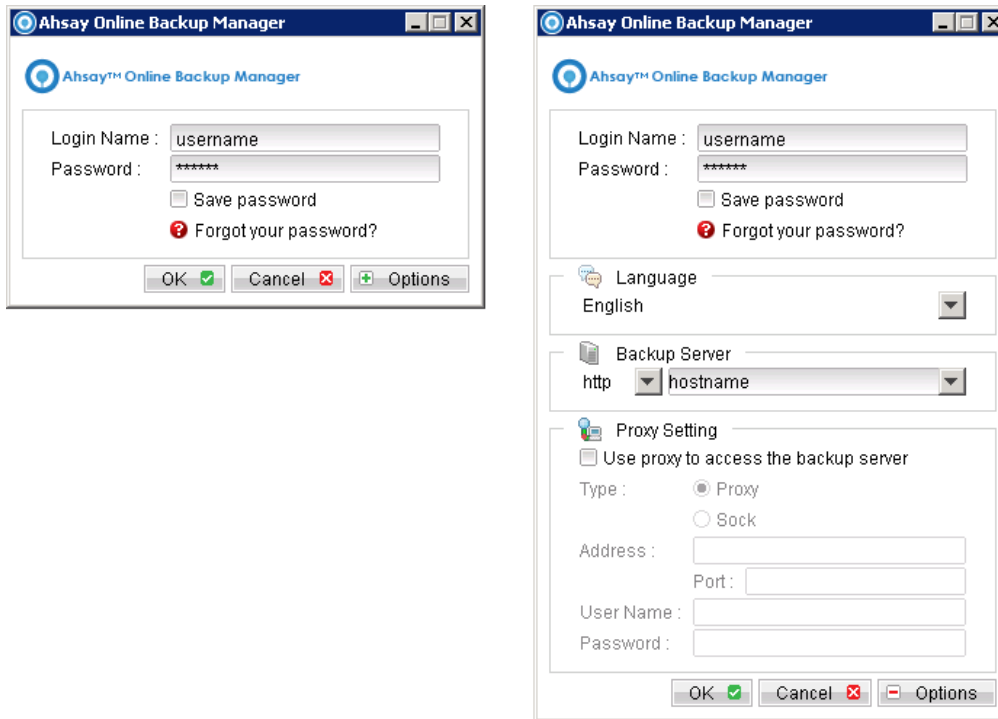 Ahsay Online Backup Manager
Ahsay™ Online Backup Manager
Login Name : username
Password : ******
Save password
Forgot your password?
OK Cancel Options
Ahsay Online Backup Manager
Ahsay™ Online Backup Manager
Login Name : username
Password : ******
Save password
Forgot your password?
Language
English
Backup Server
http hostname
Proxy Setting
Use proxy to access the backup server
Type : Proxy
Sock
Address :
Port :
User Name :
Password :
OK Cancel Options